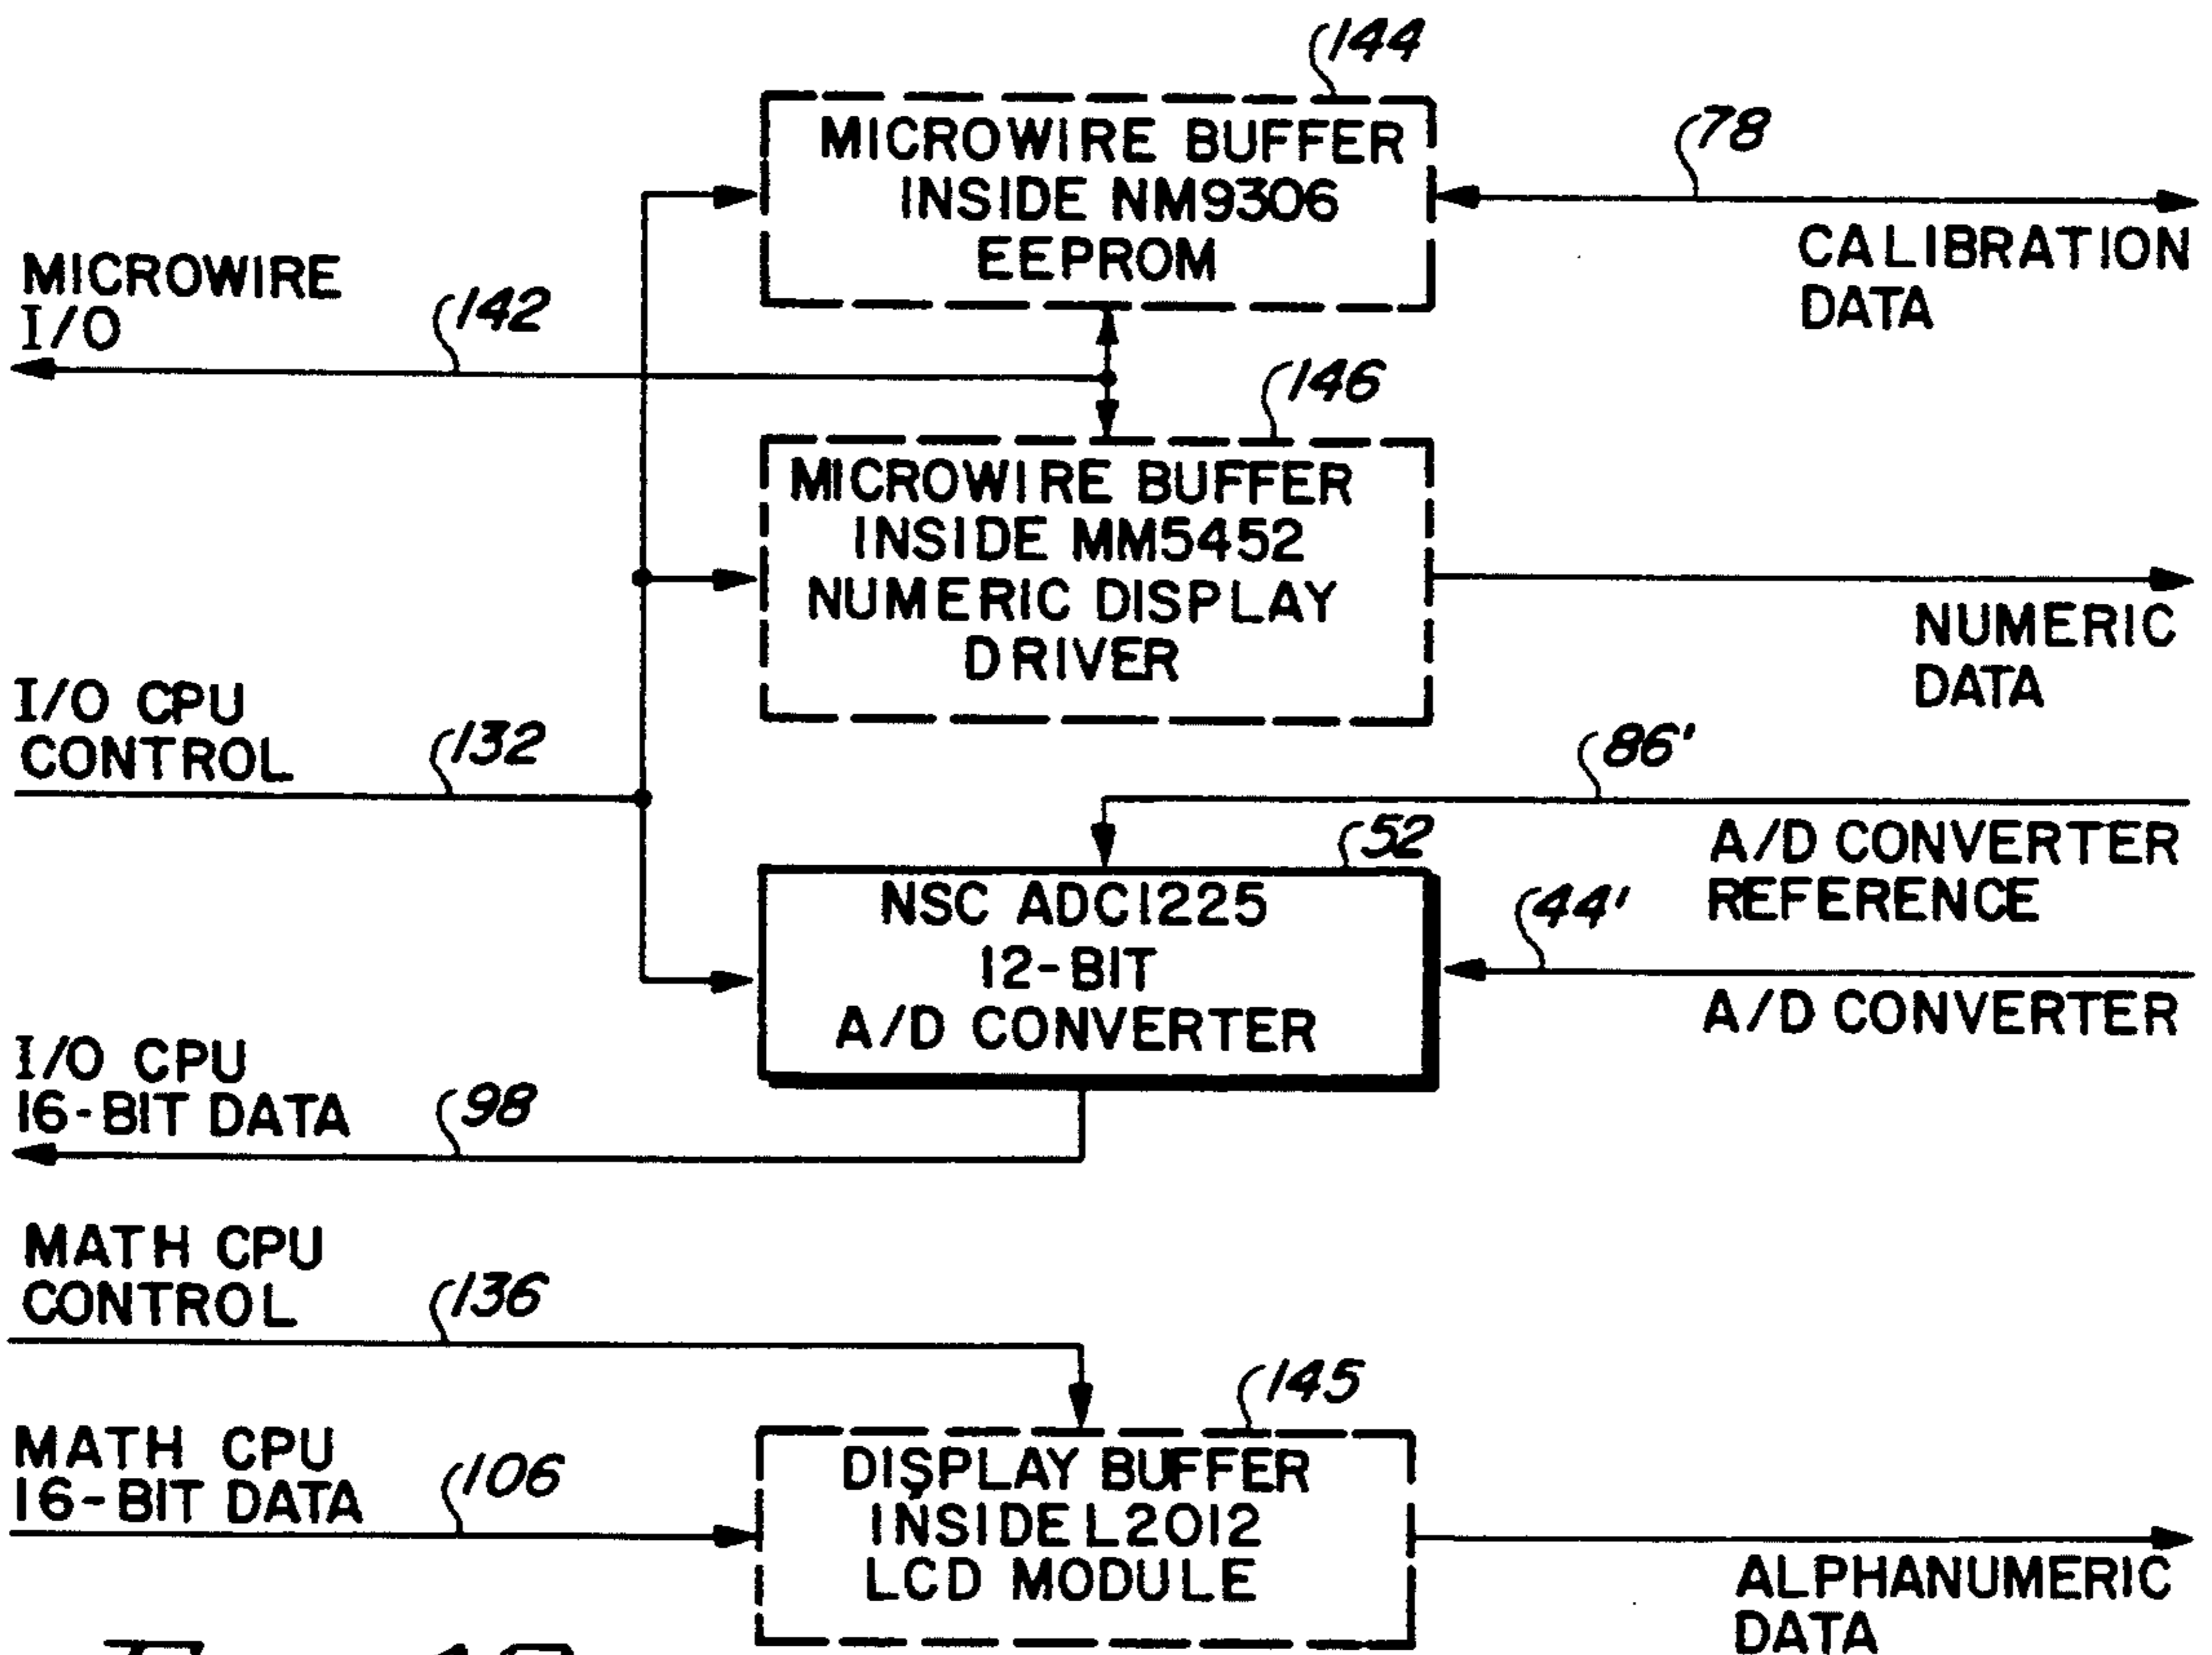 144
MICROWIRE BUFFER
INSIDE NM9306
EEPROM
78
CALIBRATION
DATA
MICROWIRE
I/O
142
146
MICROWIRE BUFFER
INSIDE MM5452
NUMERIC DISPLAY
DRIVER
NUMERIC
DATA
I/O CPU
CONTROL
132
86'
A/D CONVERTER
REFERENCE
52
NSC ADC1225
12-BIT
A/D CONVERTER
44'
A/D CONVERTER
I/O CPU
16-BIT DATA
98
MATH CPU
CONTROL
136
145
MATH CPU
16-BIT DATA
106
DISPLAY BUFFER
INSIDE L2012
LCD MODULE
ALPHANUMERIC
DATA